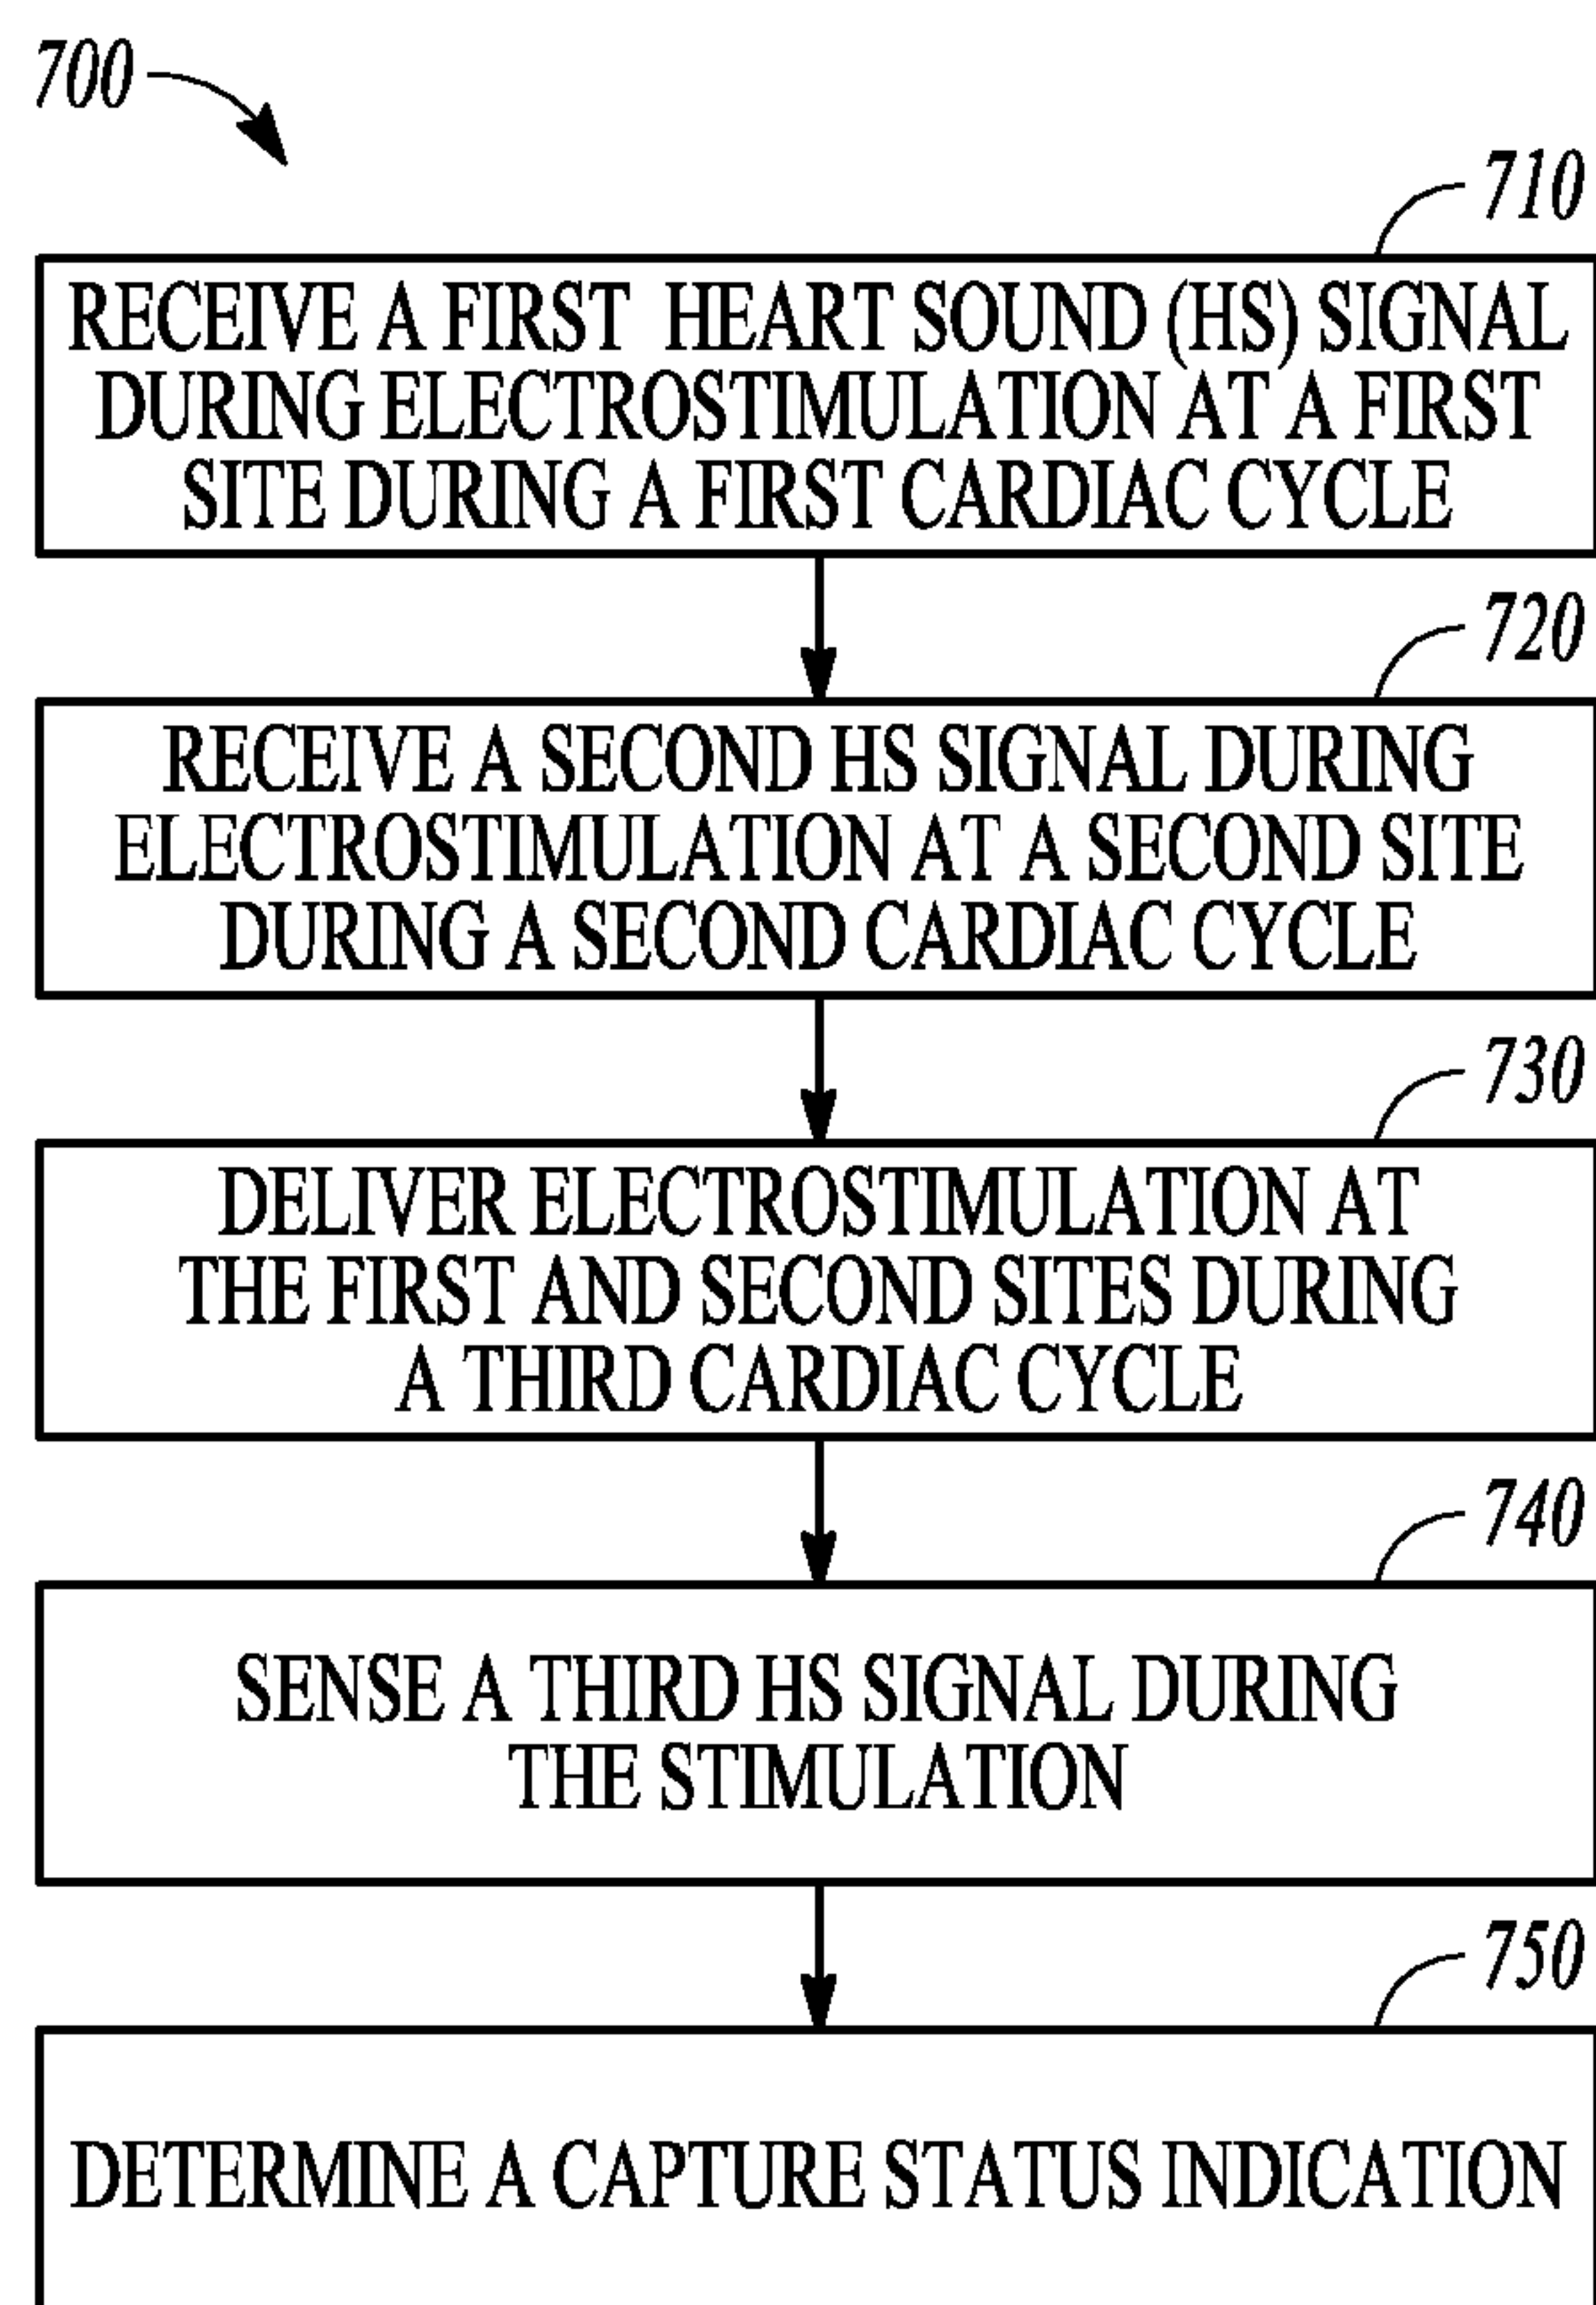 700
710
RECEIVE A FIRST HEART SOUND (HS) SIGNAL
DURING ELECTROSTIMULATION AT A FIRST
SITE DURING A FIRST CARDIAC CYCLE
720
RECEIVE A SECOND HS SIGNAL DURING
ELECTROSTIMULATION AT A SECOND SITE
DURING A SECOND CARDIAC CYCLE
730
DELIVER ELECTROSTIMULATION AT
THE FIRST AND SECOND SITES DURING
A THIRD CARDIAC CYCLE
740
SENSE A THIRD HS SIGNAL DURING
THE STIMULATION
750
DETERMINE A CAPTURE STATUS INDICATION